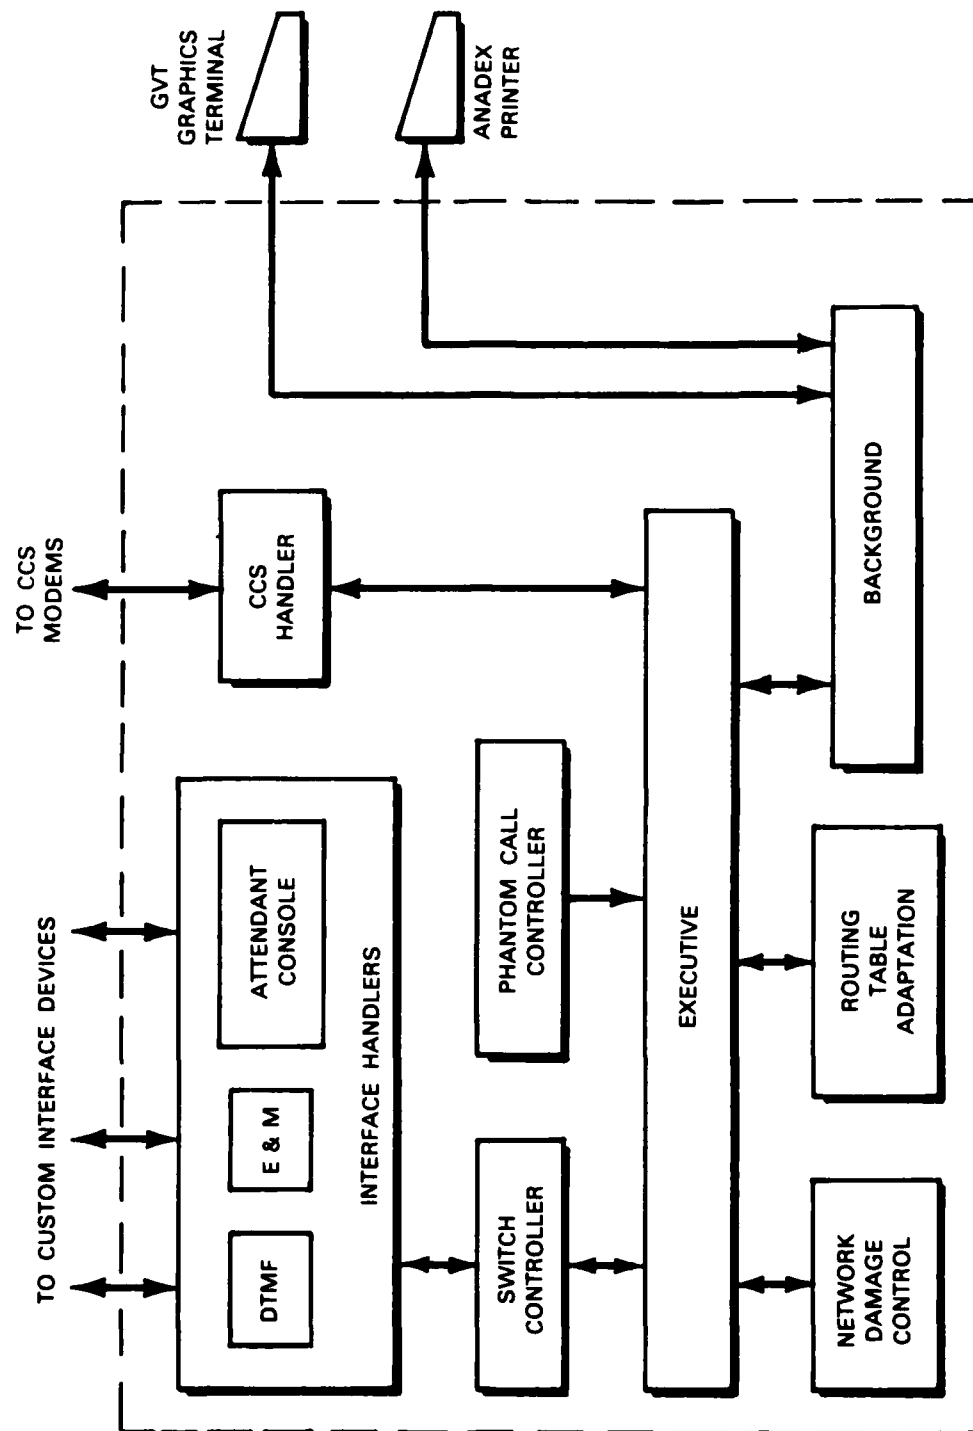 TO CUSTOM INTERFACE DEVICES
TO CCS
MODEMS
GVT
GRAPHICS
TERMINAL
DTMF
E & M
ATTENDANT
CONSOLE
INTERFACE HANDLERS
CCS
HANDLER
ANADEX
PRINTER
SWITCH
CONTROLLER
PHANTOM CALL
CONTROLLER
EXECUTIVE
NETWORK
DAMAGE
CONTROL
ROUTING
TABLE
ADAPTATION
BACKGROUND